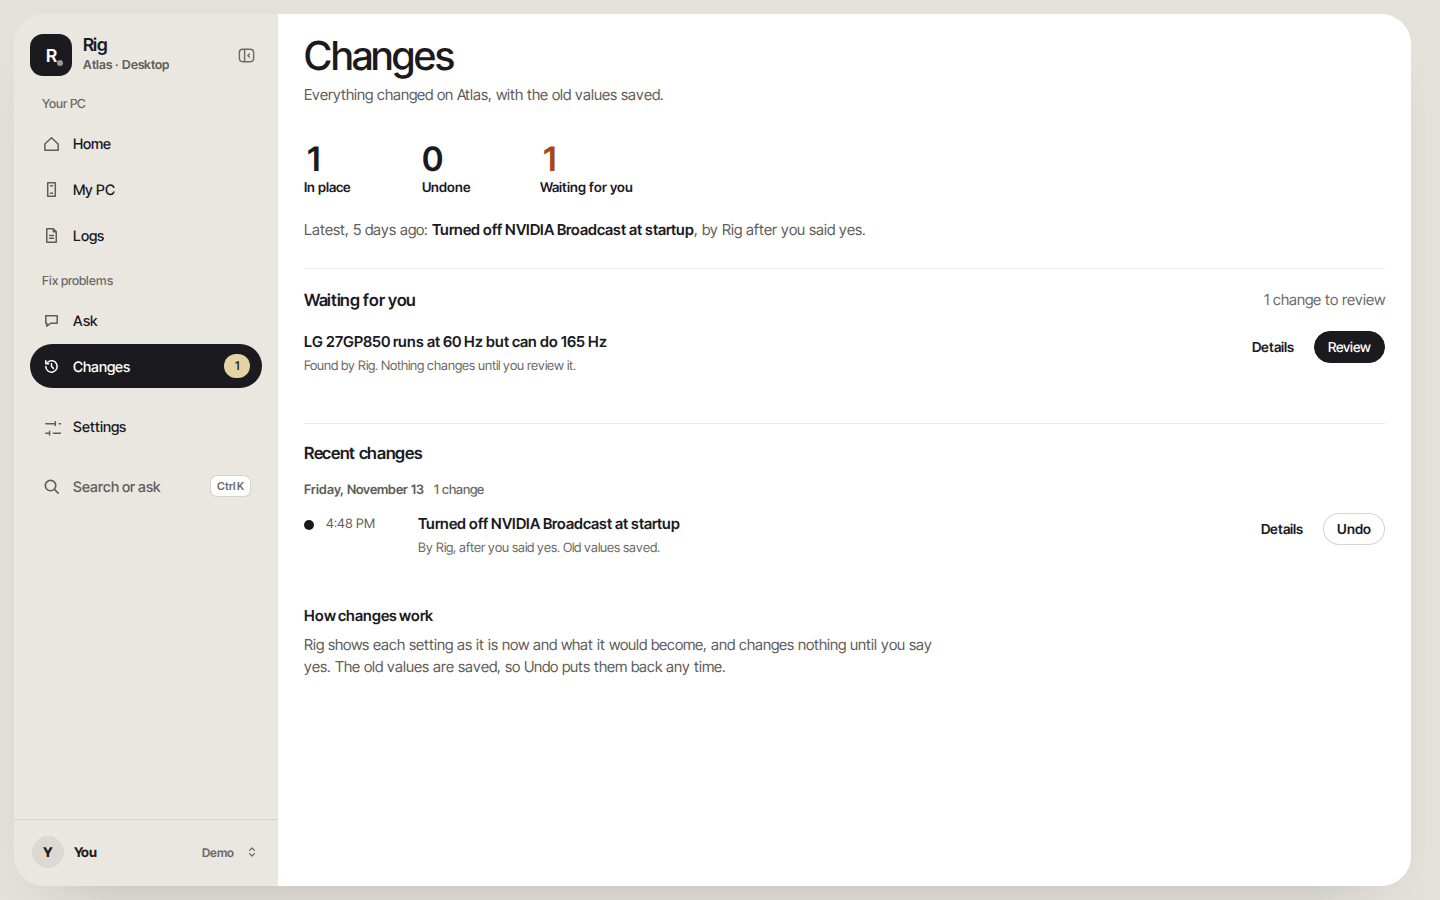 R
Rig
Atlas · Desktop
Your PC
Home
My PC
Logs
Fix problems
Ask
Changes
1
Settings
Search or ask
Ctrl K
Y
You
Demo
Changes
Everything changed on Atlas, with the old values saved.
1
In place
0
Undone
1
Waiting for you
Latest, 5 days ago: Turned off NVIDIA Broadcast at startup, by Rig after you said yes.
Waiting for you
1 change to review
LG 27GP850 runs at 60 Hz but can do 165 Hz
Found by Rig. Nothing changes until you review it.
Details
Review
Recent changes
Friday, November 13 1 change
4:48 PM
Turned off NVIDIA Broadcast at startup
By Rig, after you said yes. Old values saved.
Details
Undo
How changes work
Rig shows each setting as it is now and what it would become, and changes nothing until you say
yes. The old values are saved, so Undo puts them back any time.